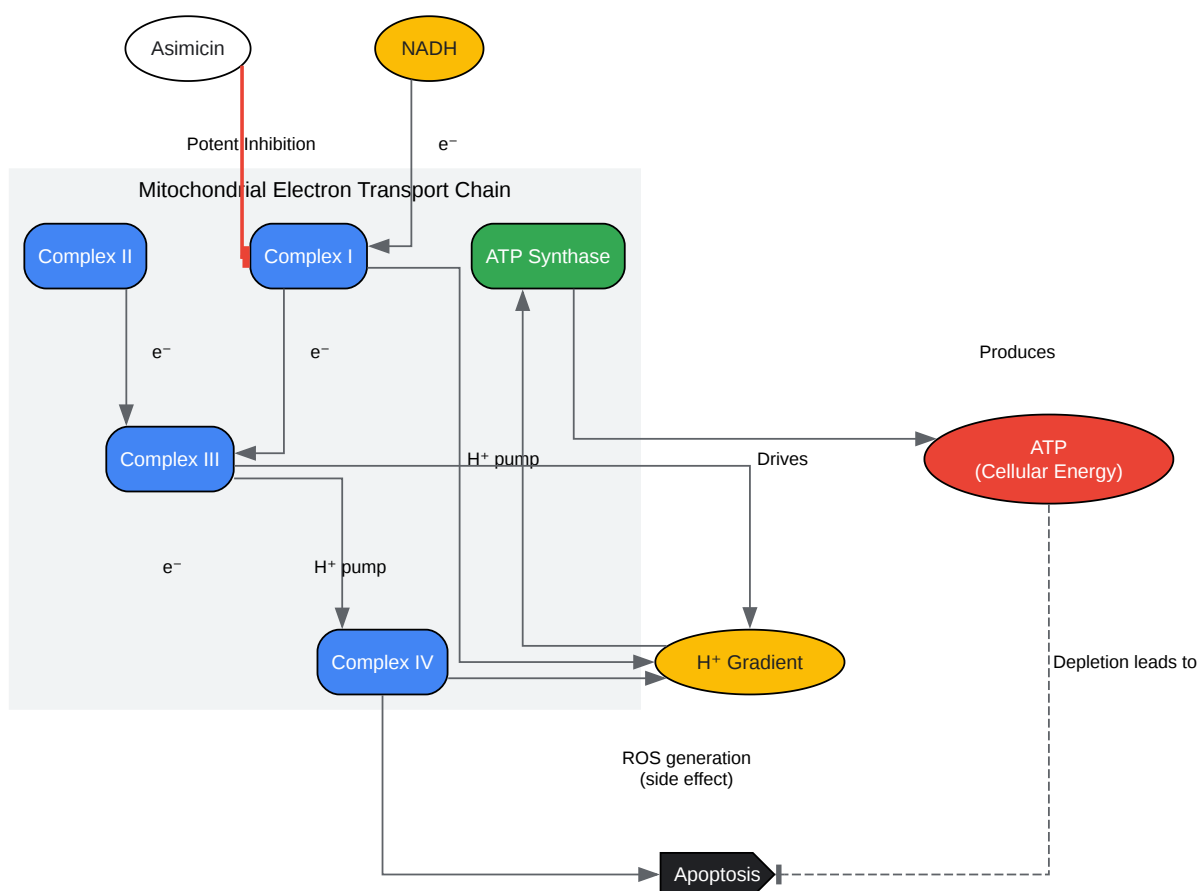 Asimicin
NADH
Potent Inhibition
e⁻
Mitochondrial Electron Transport Chain
Complex II
Complex I
ATP Synthase
e⁻
e⁻
Produces
Complex III
H⁺ pump
Drives
ATP
(Cellular Energy)
e⁻
H⁺ pump
Complex IV
H⁺ Gradient
Depletion leads to
ROS generation
(side effect)
Apoptosis